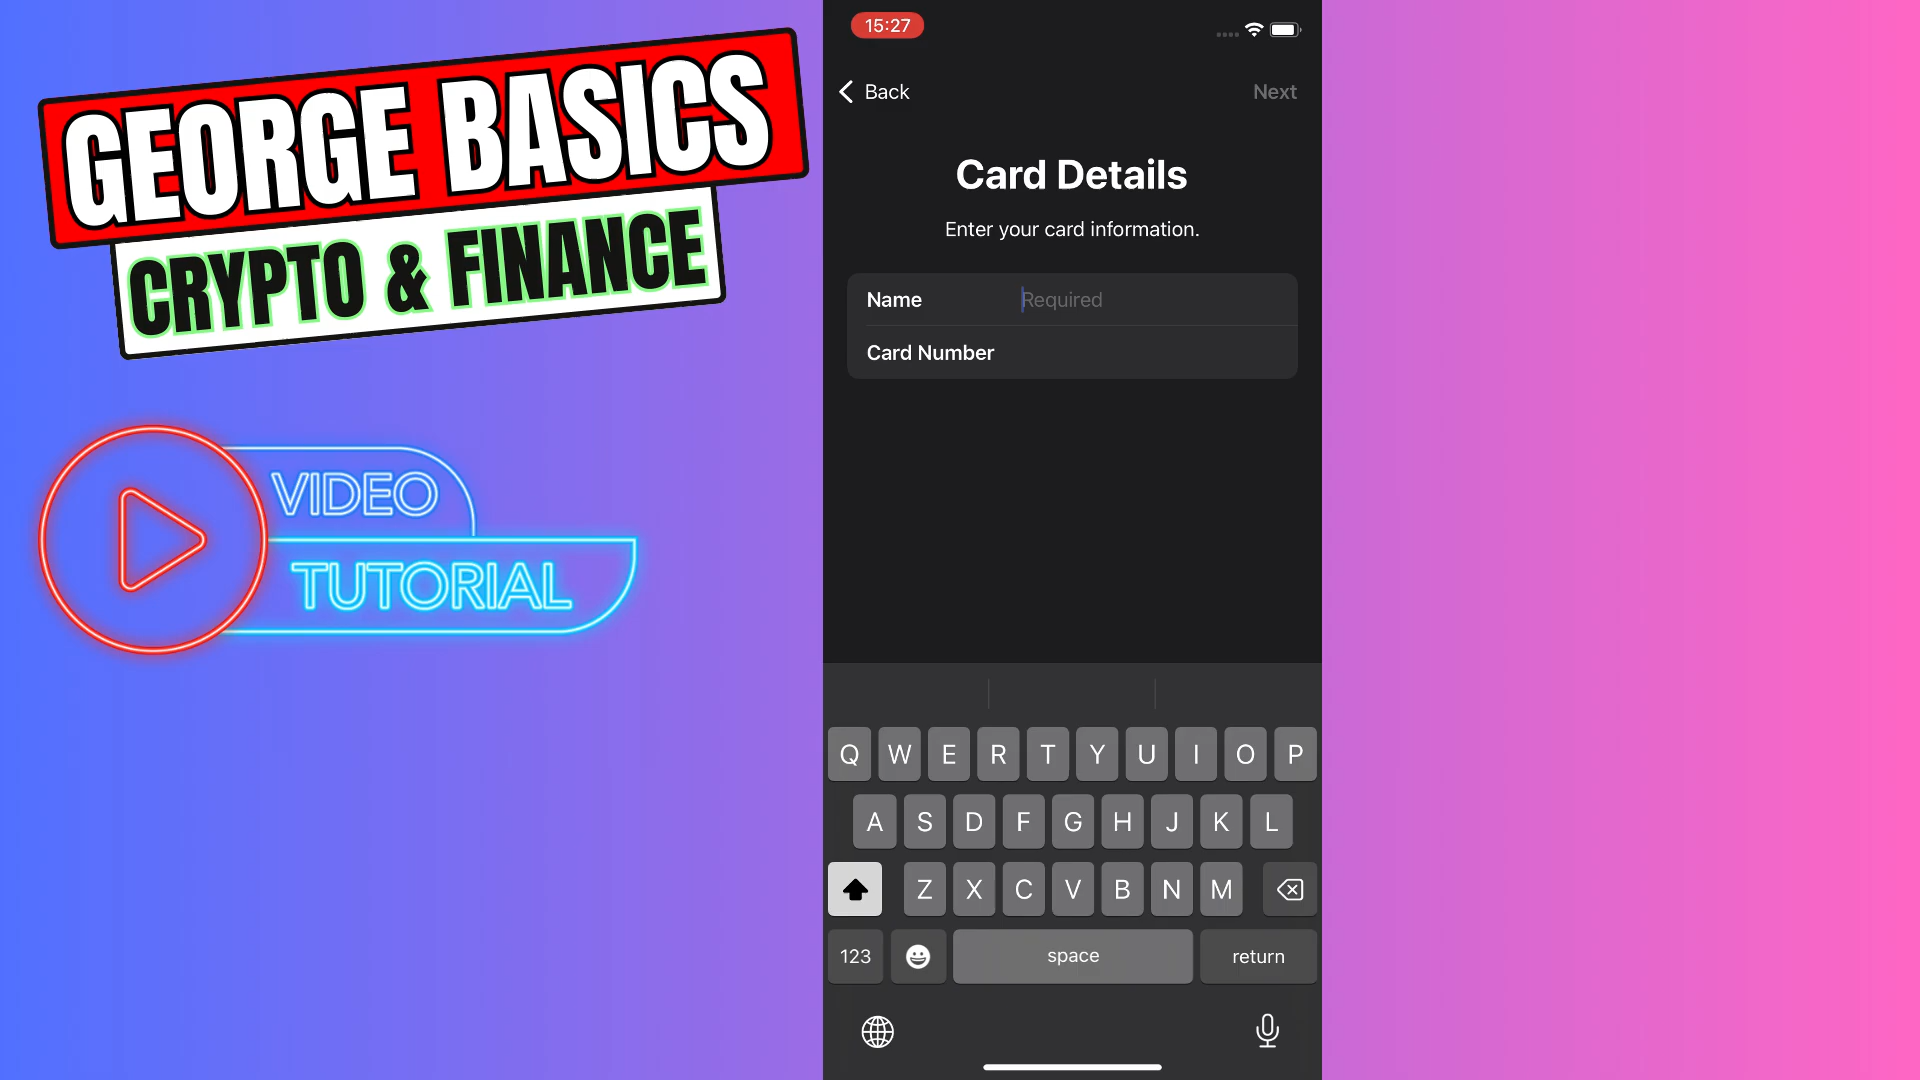 GEORGE BASICS
CRYPTO & FINANCE
VIDEO
TUTORIAL
15:27
Back
Next
Card Details
Enter your card information.
Name Required
Card Number
Q W E R T Y U I O P
A S D F G H J K L
Z X C V B N M
123 space return